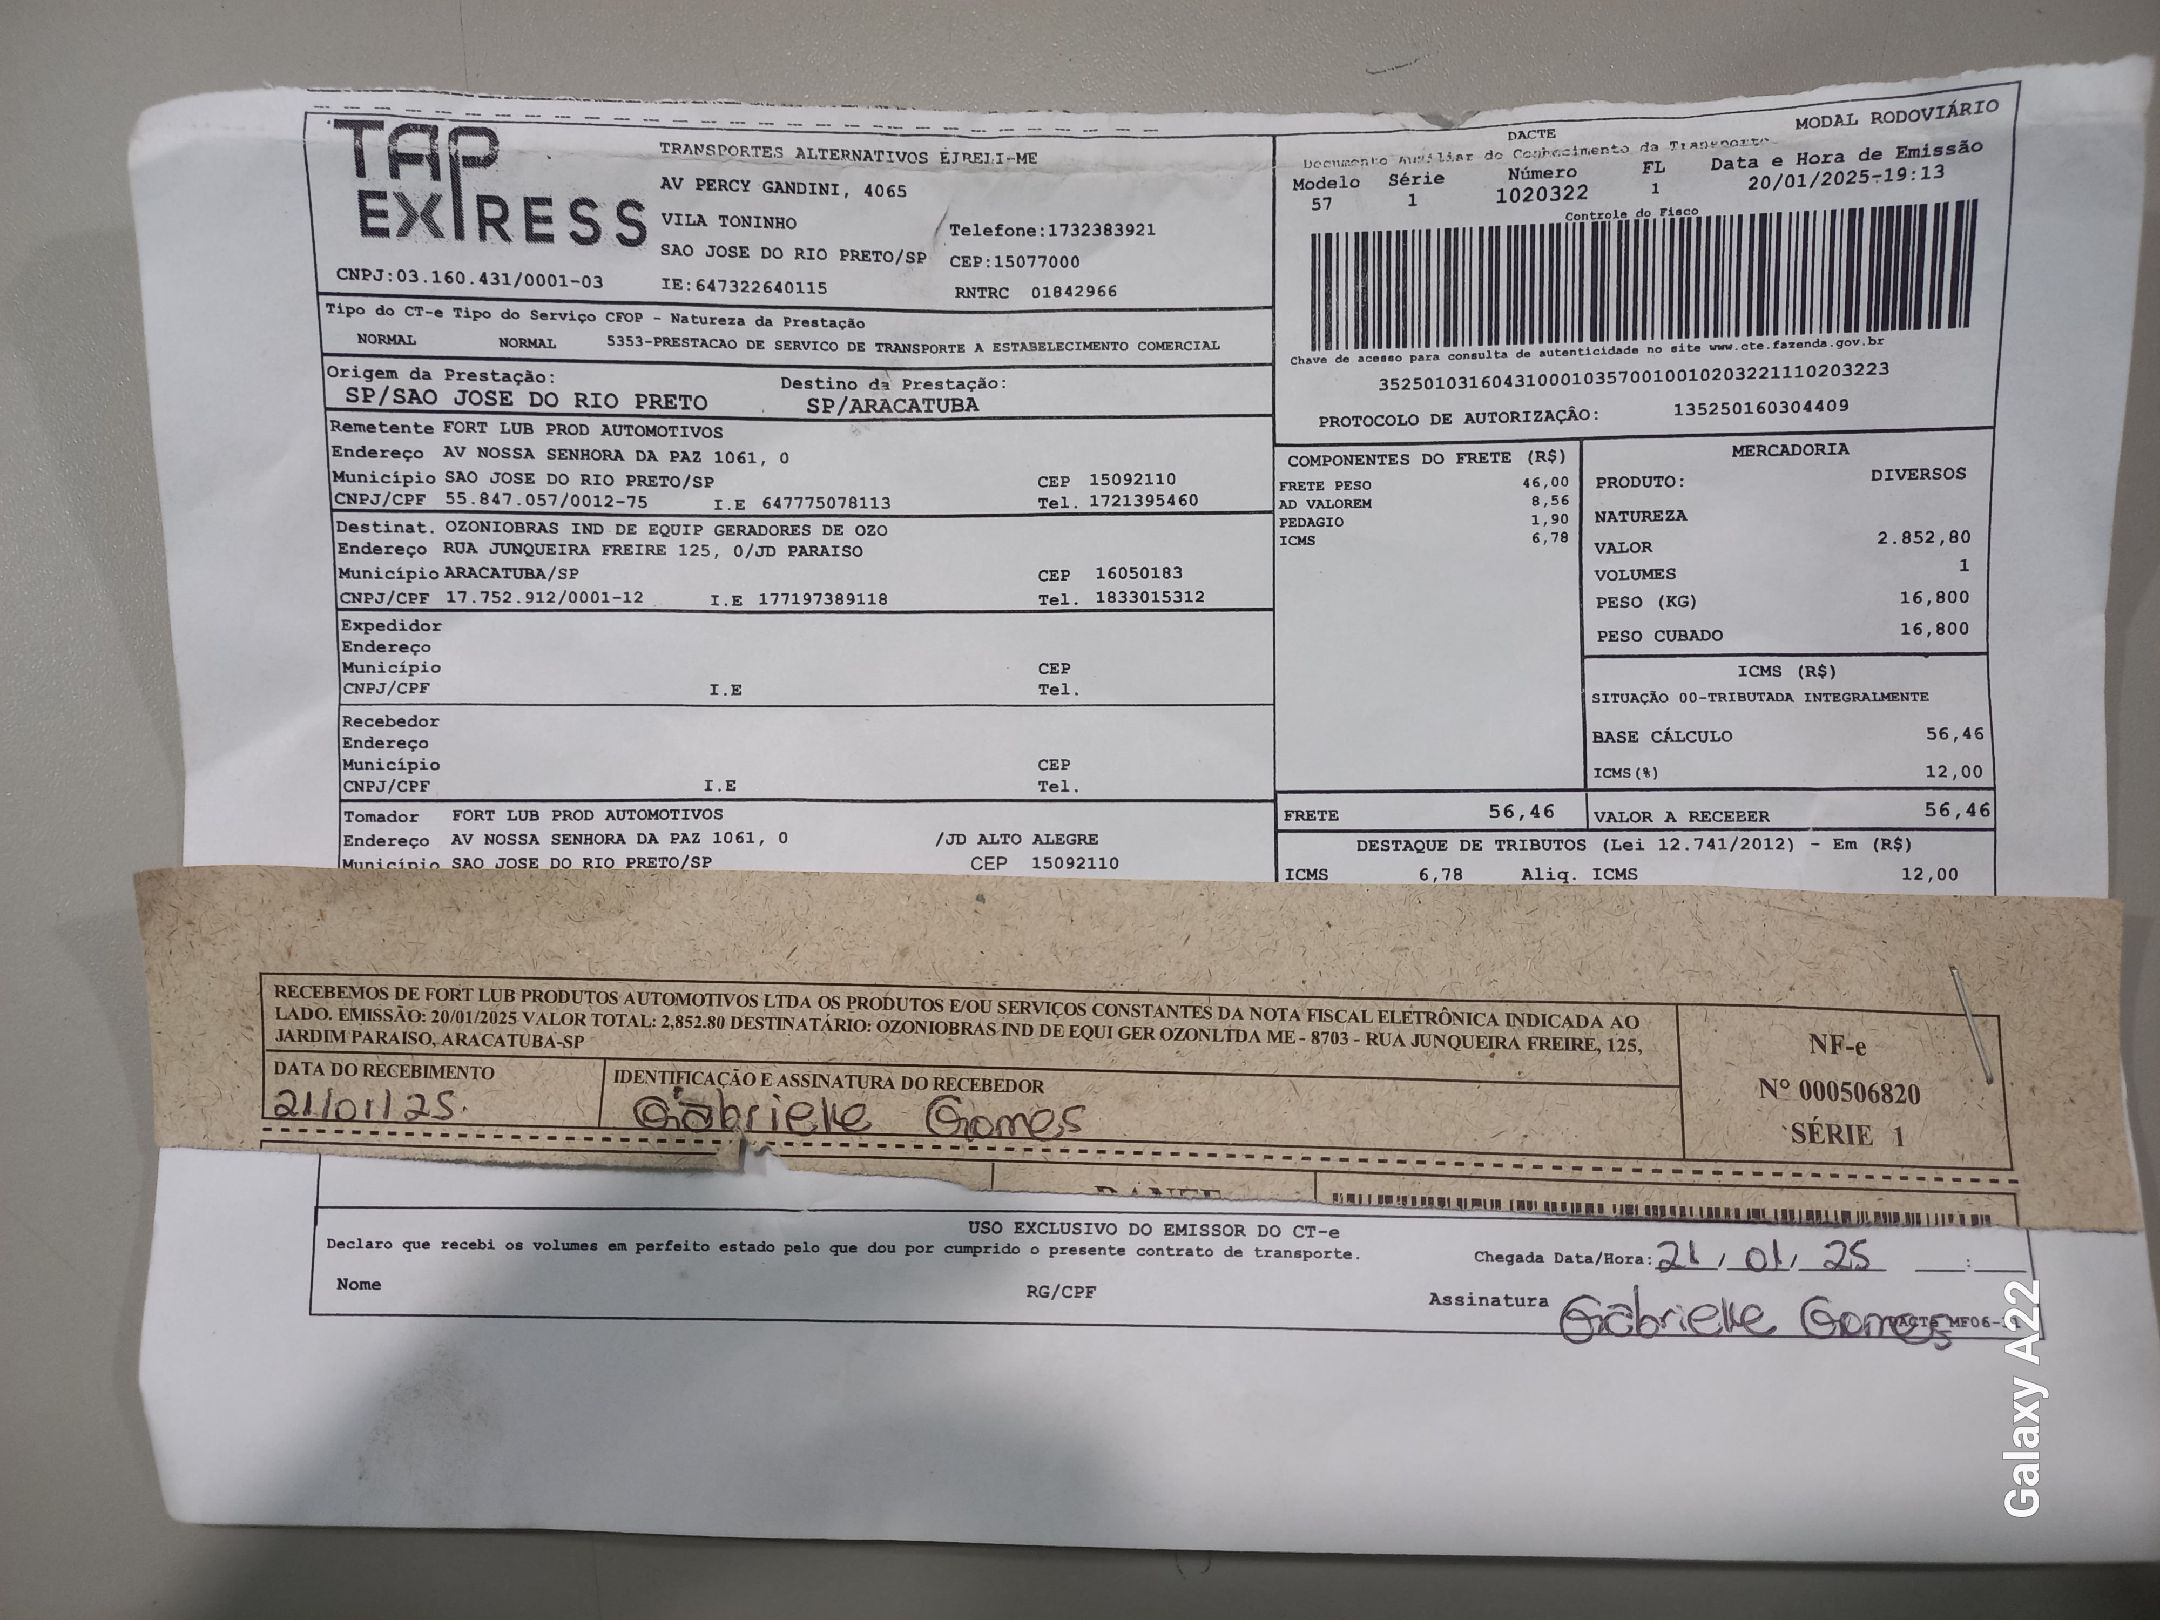 TAP EXPRESS
TRANSPORTES ALTERNATIVOS EIRELI-ME
AV PERCY GANDINI, 4065
VILA TONINHO
Telefone:1732383921
SAO JOSE DO RIO PRETO/SP CEP:15077000
CNPJ:03.160.431/0001-03 IE:647322640115 RNTRC 01842966
DACTE MODAL RODOVIÁRIO
Documento Auxiliar do Conhecimento da Transporte
Modelo Série Número FL Data e Hora de Emissão
57 1 1020322 1 20/01/2025-19:13
Controle do Fisco
Chave de acesso para consulta de autenticidade no site www.cte.fazenda.gov.br
35250103160431000103570010010203221110203223
PROTOCOLO DE AUTORIZAÇÃO: 135250160304409
Tipo do CT-e Tipo do Serviço CFOP - Natureza da Prestação
NORMAL NORMAL 5353-PRESTACAO DE SERVICO DE TRANSPORTE A ESTABELECIMENTO COMERCIAL
Origem da Prestação: Destino da Prestação:
SP/SAO JOSE DO RIO PRETO SP/ARACATUBA
Remetente FORT LUB PROD AUTOMOTIVOS
Endereço AV NOSSA SENHORA DA PAZ 1061, 0
Município SAO JOSE DO RIO PRETO/SP CEP 15092110
CNPJ/CPF 55.847.057/0012-75 I.E 647775078113 Tel. 1721395460
Destinat. OZONIOBRAS IND DE EQUIP GERADORES DE OZO
Endereço RUA JUNQUEIRA FREIRE 125, 0/JD PARAISO
Município ARACATUBA/SP CEP 16050183
CNPJ/CPF 17.752.912/0001-12 I.E 177197389118 Tel. 1833015312
Expedidor
Endereço
Município CEP
CNPJ/CPF I.E Tel.
Recebedor
Endereço
Município CEP
CNPJ/CPF I.E Tel.
Tomador FORT LUB PROD AUTOMOTIVOS
Endereço AV NOSSA SENHORA DA PAZ 1061, 0 /JD ALTO ALEGRE
Município SAO JOSE DO RIO PRETO/SP CEP 15092110
COMPONENTES DO FRETE (R$)
FRETE PESO 46,00
AD VALOREM 8,56
PEDAGIO 1,90
ICMS 6,78
MERCADORIA
PRODUTO: DIVERSOS
NATUREZA
VALOR 2.852,80
VOLUMES 1
PESO (KG) 16,800
PESO CUBADO 16,800
ICMS (R$)
SITUAÇÃO 00-TRIBUTADA INTEGRALMENTE
BASE CÁLCULO 56,46
ICMS(%) 12,00
FRETE 56,46 VALOR A RECEBER 56,46
DESTAQUE DE TRIBUTOS (Lei 12.741/2012) - Em (R$)
ICMS 6,78 Aliq. ICMS 12,00
RECEBEMOS DE FORT LUB PRODUTOS AUTOMOTIVOS LTDA OS PRODUTOS E/OU SERVIÇOS CONSTANTES DA NOTA FISCAL ELETRÔNICA INDICADA AO
LADO. EMISSÃO: 20/01/2025 VALOR TOTAL: 2,852.80 DESTINATÁRIO: OZONIOBRAS IND DE EQUI GER OZONLTDA ME - 8703 - RUA JUNQUEIRA FREIRE, 125,
JARDIM PARAISO, ARACATUBA-SP
DATA DO RECEBIMENTO IDENTIFICAÇÃO E ASSINATURA DO RECEBEDOR
21/01/25. Gabrielle Gomes
NF-e
Nº 000506820
SÉRIE 1
DANFE
USO EXCLUSIVO DO EMISSOR DO CT-e
Declaro que recebi os volumes em perfeito estado pelo que dou por cumprido o presente contrato de transporte.
Chegada Data/Hora: 21/01/25 __:__
Nome RG/CPF Assinatura Gabrielle Gomes
Galaxy A22